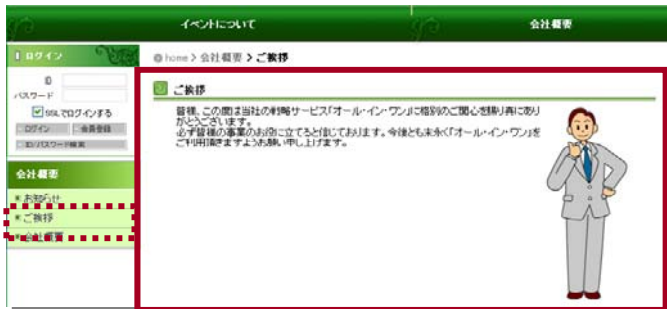 イベントについて
会社概要
ログイン
home > 会社概要 > ご挨拶
ID
パスワード
SSLでログインする
ログイン
会員登録
ID/パスワード検索
会社概要
お知らせ
ご挨拶
会社概要
ご挨拶
皆様、この度は当社の戦略サービス「オール・イン・ワン」に格別のご関心を賜り真にあり
がとうございます。
必ず皆様の事業のお役に立てると信じております。今後とも末永く「オール・イン・ワン」を
ご利用頂きますようお願い申し上げます。